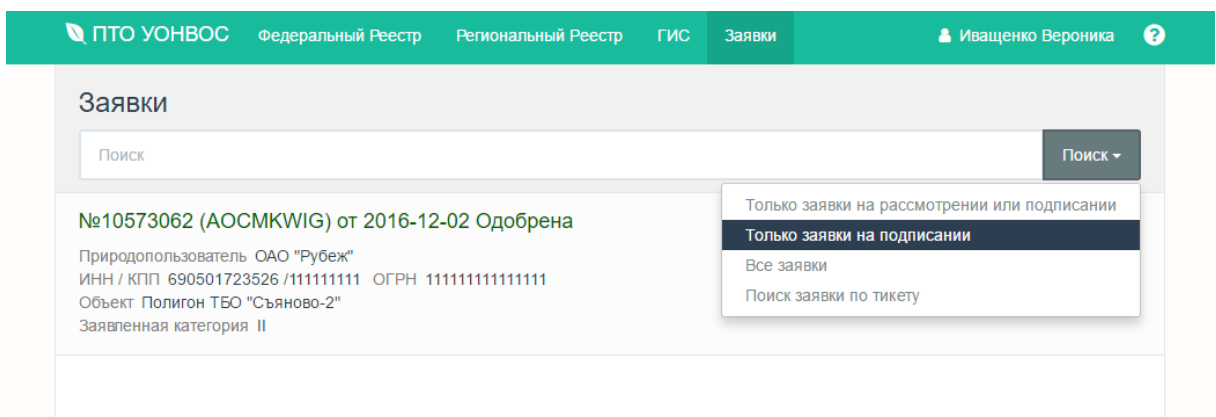 ПТО УОНВОС Федеральный Реестр Региональный Реестр ГИС Заявки Иващенко Вероника ?
Заявки
Поиск Поиск
Только заявки на рассмотрении или подписании
Только заявки на подписании
Все заявки
Поиск заявки по тикету
№10573062 (AOCMKWIG) от 2016-12-02 Одобрена
Природопользователь ОАО "Рубеж"
ИНН / КПП 690501723526 /111111111 ОГРН 111111111111111
Объект Полигон ТБО "Съяново-2"
Заявленная категория II